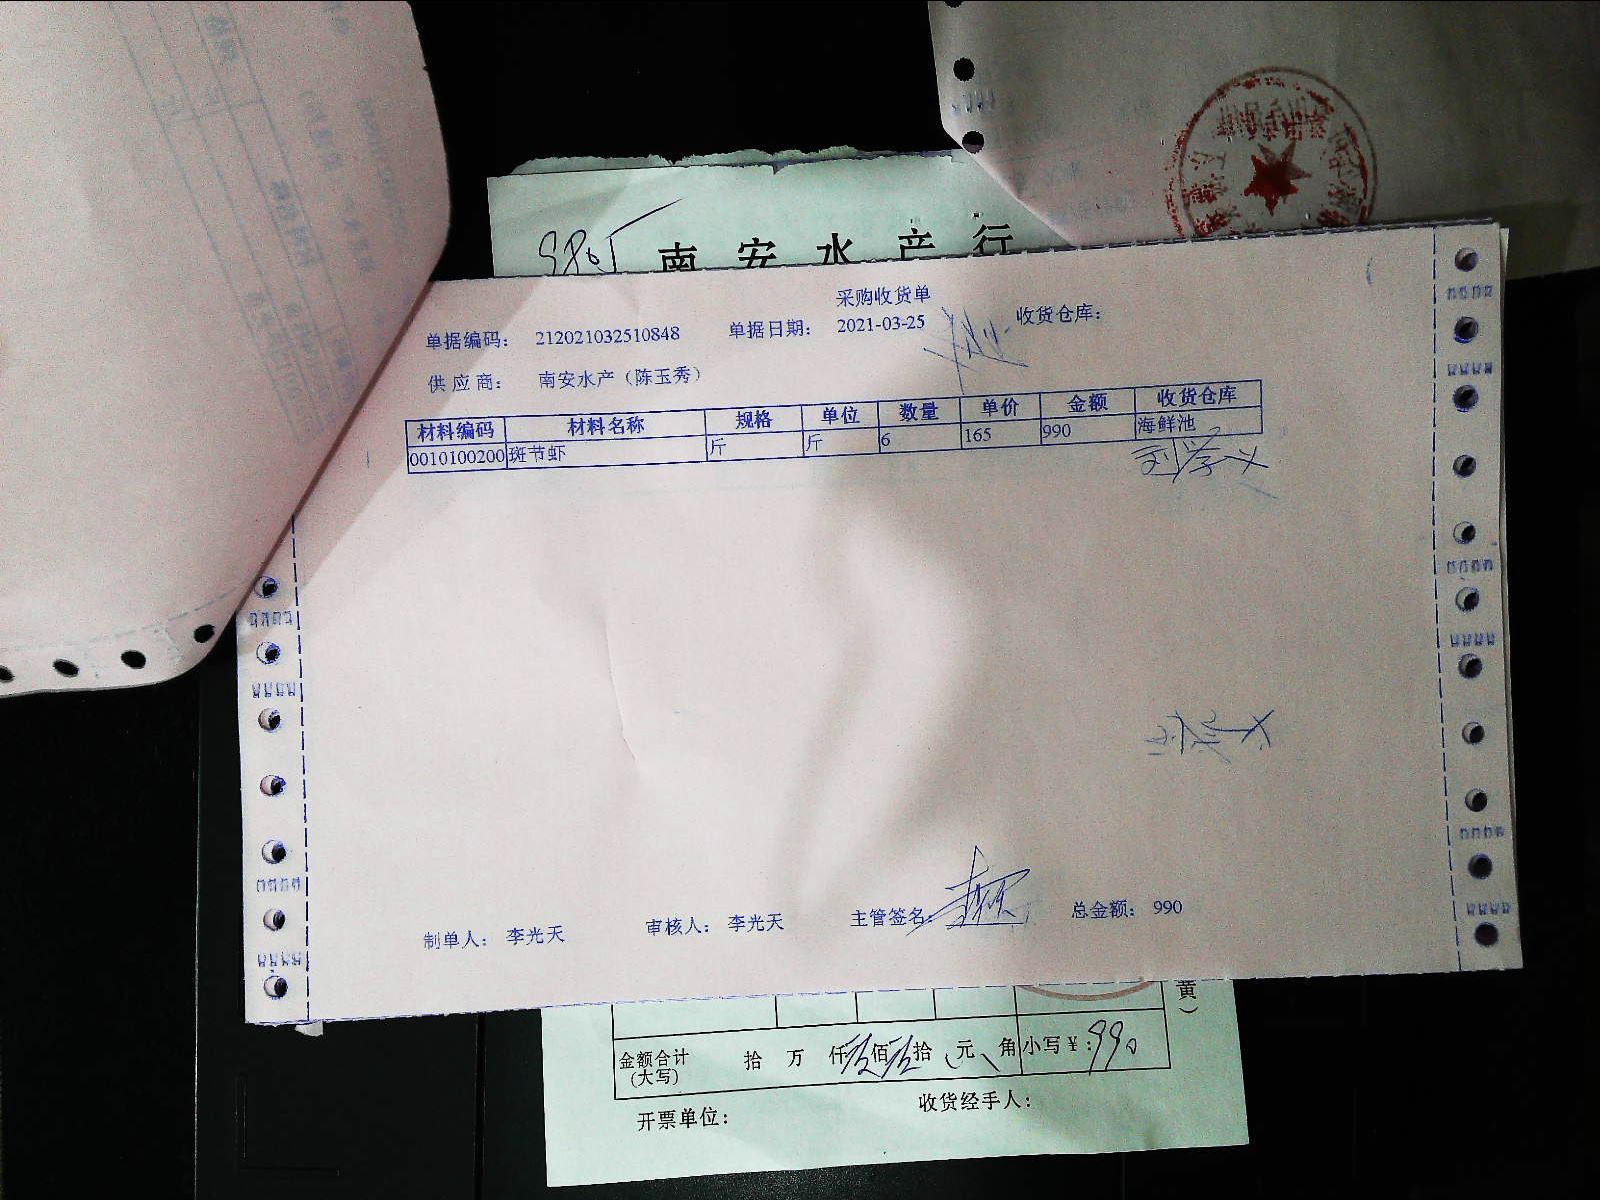 南安水产行
采购收货单
单据编码： 212021032510848 单据日期： 2021-03-25 收货仓库：
供应商： 南安水产（陈玉秀）
材料编码 材料名称 规格 单位 数量 单价 金额 收货仓库
0010100200 斑节虾 斤 斤 6 165 990 海鲜池
刘学义
制单人： 李光天 审核人： 李光天 主管签名： 总金额： 990
黄）
金额合计（大写） 拾 万 仟 玖 佰 玖 拾 元 角 小写￥：990
开票单位： 收货经手人：